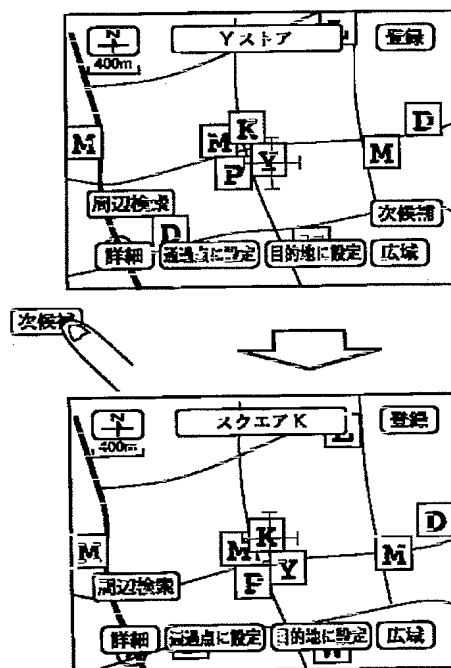 N
Yストア
登録
400m
D
M
M
K
M
P
Y
周辺検索
次候補
D
詳細
通過点に設定
目的地に設定
広域
次候補
N
スクエアK
登録
400m
D
M
M
K
M
P
Y
周辺検索
詳細
通過点に設定
目的地に設定
広域